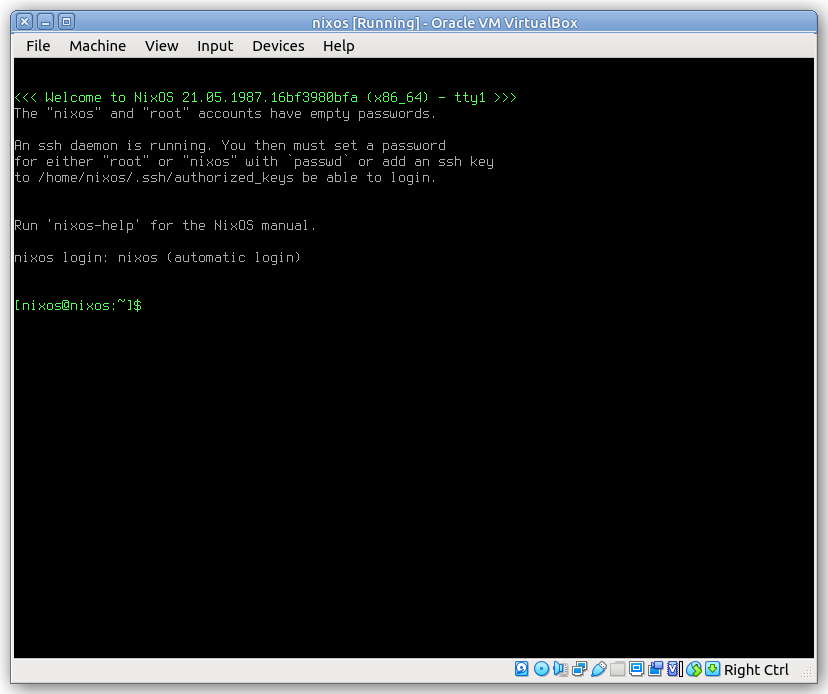 nixos [Running] - Oracle VM VirtualBox
File Machine View Input Devices Help
<<< Welcome to NixOS 21.05.1987.16bf3980bfa (x86_64) - tty1 >>>
The "nixos" and "root" accounts have empty passwords.
An ssh daemon is running. You then must set a password
for either "root" or "nixos" with `passwd` or add an ssh key
to /home/nixos/.ssh/authorized_keys be able to login.
Run 'nixos-help' for the NixOS manual.
nixos login: nixos (automatic login)
[nixos@nixos:~]$
Right Ctrl